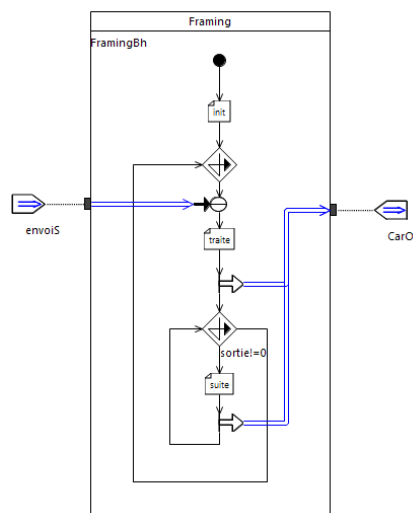 Framing
FramingBh
init
envoiS
traite
CarO
sortie!=0
suite